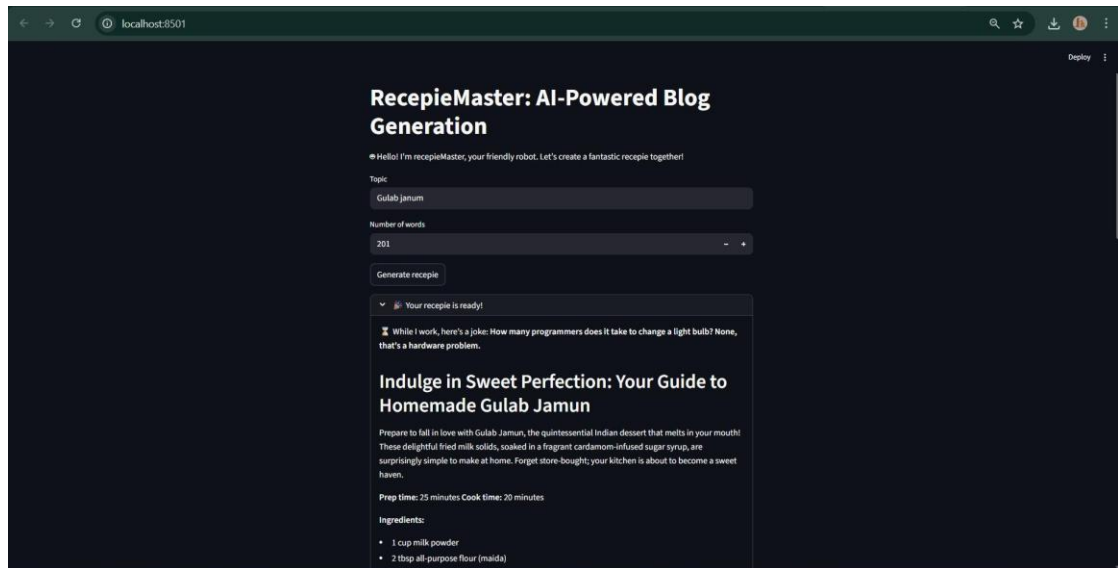 localhost:8501
Deploy
RecepieMaster: AI-Powered Blog
Generation
Hello! I'm recepieMaster, your friendly robot. Let's create a fantastic recepie together!
Topic
Gulab janum
Number of words
201
Generate recepie
Your recepie is ready!
While I work, here's a joke: How many programmers does it take to change a light bulb? None,
that's a hardware problem.
Indulge in Sweet Perfection: Your Guide to
Homemade Gulab Jamun
Prepare to fall in love with Gulab Jamun, the quintessential Indian dessert that melts in your mouth!
These delightful fried milk solids, soaked in a fragrant cardamom-infused sugar syrup, are
surprisingly simple to make at home. Forget store-bought; your kitchen is about to become a sweet
haven.
Prep time: 25 minutes Cook time: 20 minutes
Ingredients:
• 1 cup milk powder
• 2 tbsp all-purpose flour (maida)